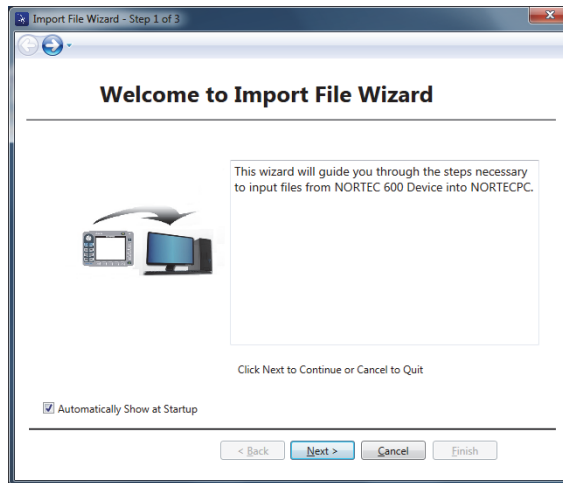 Import File Wizard - Step 1 of 3
Welcome to Import File Wizard
This wizard will guide you through the steps necessary
to input files from NORTEC 600 Device into NORTECPC.
Click Next to Continue or Cancel to Quit
Automatically Show at Startup
< Back Next > Cancel Finish